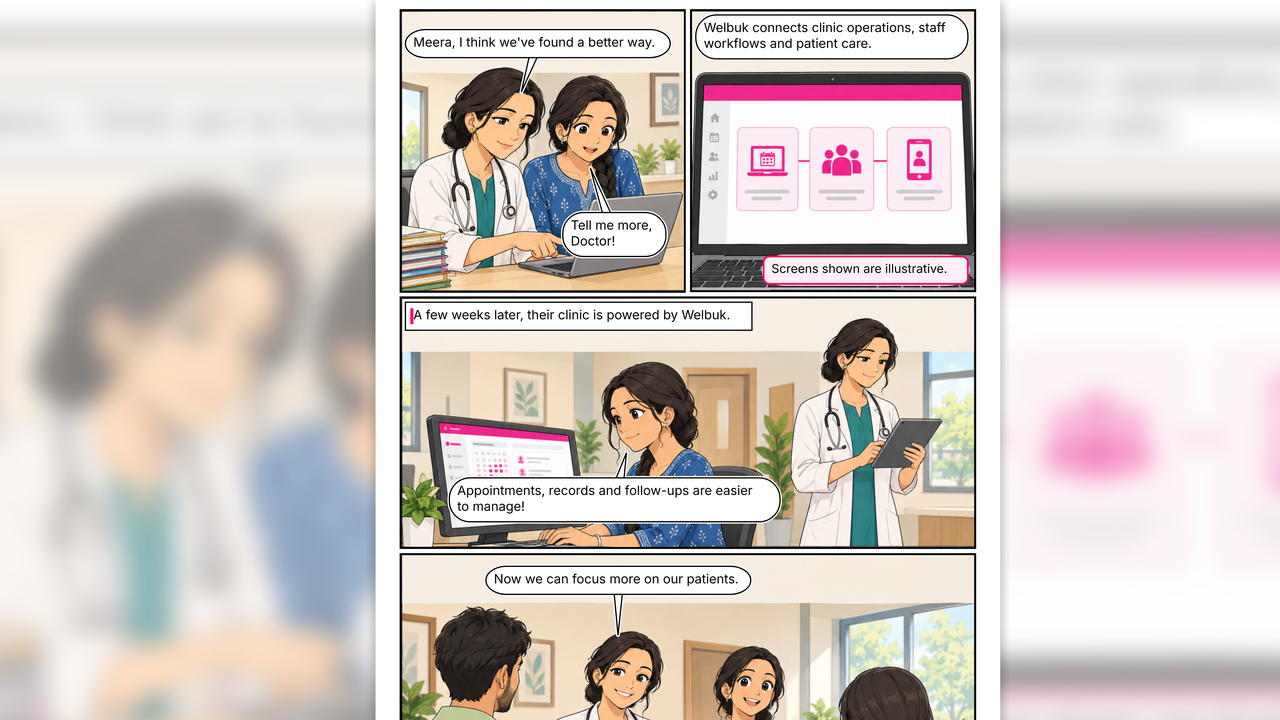 Meera, I think we've found a better way.
Tell me more,
Doctor!
Welbuk connects clinic operations, staff
workflows and patient care.
Screens shown are illustrative.
A few weeks later, their clinic is powered by Welbuk.
Appointments, records and follow-ups are easier
to manage!
Now we can focus more on our patients.